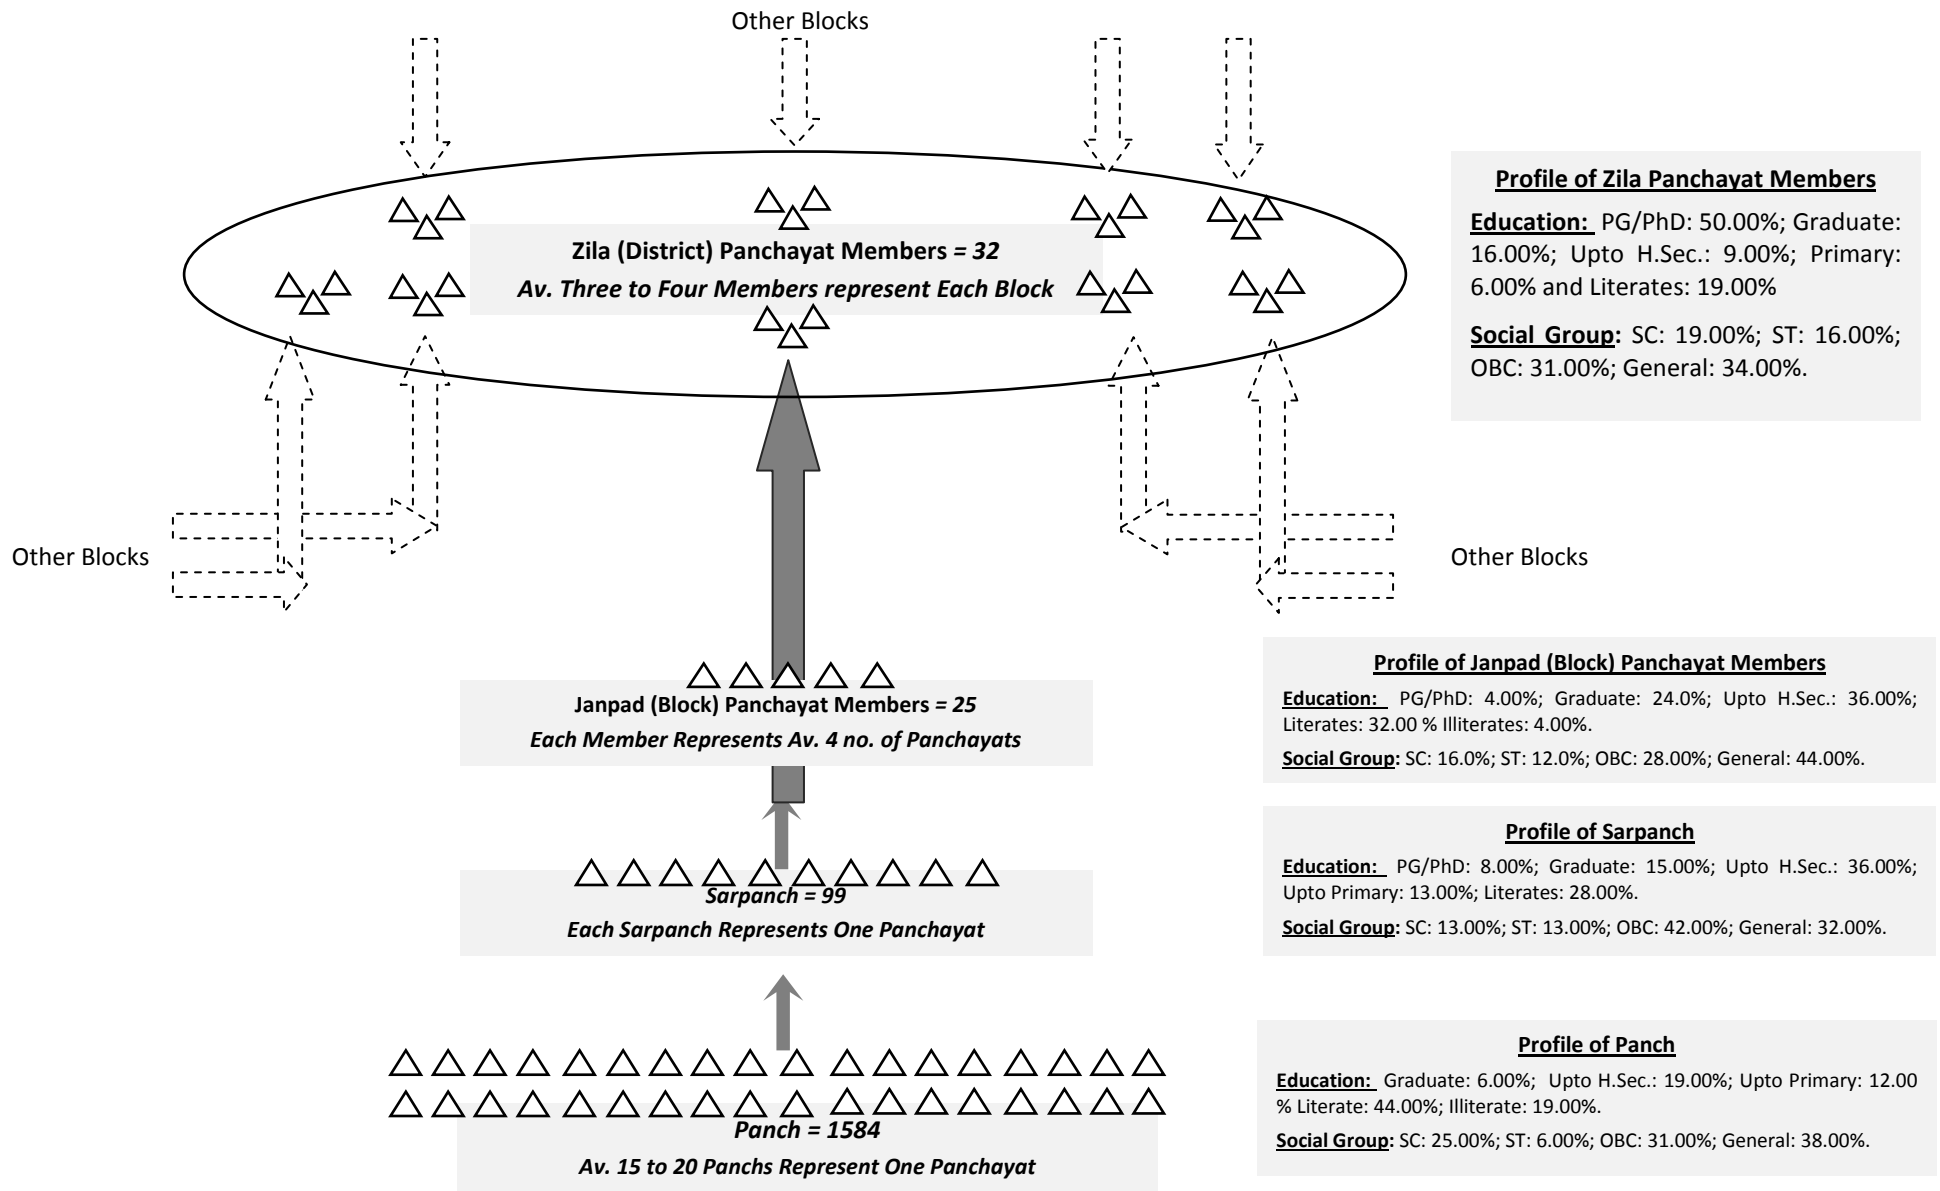 Other Blocks
Zila (District) Panchayat Members = 32
Av. Three to Four Members represent Each Block
Profile of Zila Panchayat Members
Education: PG/PhD: 50.00%; Graduate:
16.00%; Upto H.Sec.: 9.00%; Primary:
6.00% and Literates: 19.00%
Social Group: SC: 19.00%; ST: 16.00%;
OBC: 31.00%; General: 34.00%.
Other Blocks
Other Blocks
Janpad (Block) Panchayat Members = 25
Each Member Represents Av. 4 no. of Panchayats
Profile of Janpad (Block) Panchayat Members
Education: PG/PhD: 4.00%; Graduate: 24.0%; Upto H.Sec.: 36.00%;
Literates: 32.00 % Illiterates: 4.00%.
Social Group: SC: 16.0%; ST: 12.0%; OBC: 28.00%; General: 44.00%.
Sarpanch = 99
Each Sarpanch Represents One Panchayat
Profile of Sarpanch
Education: PG/PhD: 8.00%; Graduate: 15.00%; Upto H.Sec.: 36.00%;
Upto Primary: 13.00%; Literates: 28.00%.
Social Group: SC: 13.00%; ST: 13.00%; OBC: 42.00%; General: 32.00%.
Panch = 1584
Av. 15 to 20 Panchs Represent One Panchayat
Profile of Panch
Education: Graduate: 6.00%; Upto H.Sec.: 19.00%; Upto Primary: 12.00
% Literate: 44.00%; Illiterate: 19.00%.
Social Group: SC: 25.00%; ST: 6.00%; OBC: 31.00%; General: 38.00%.